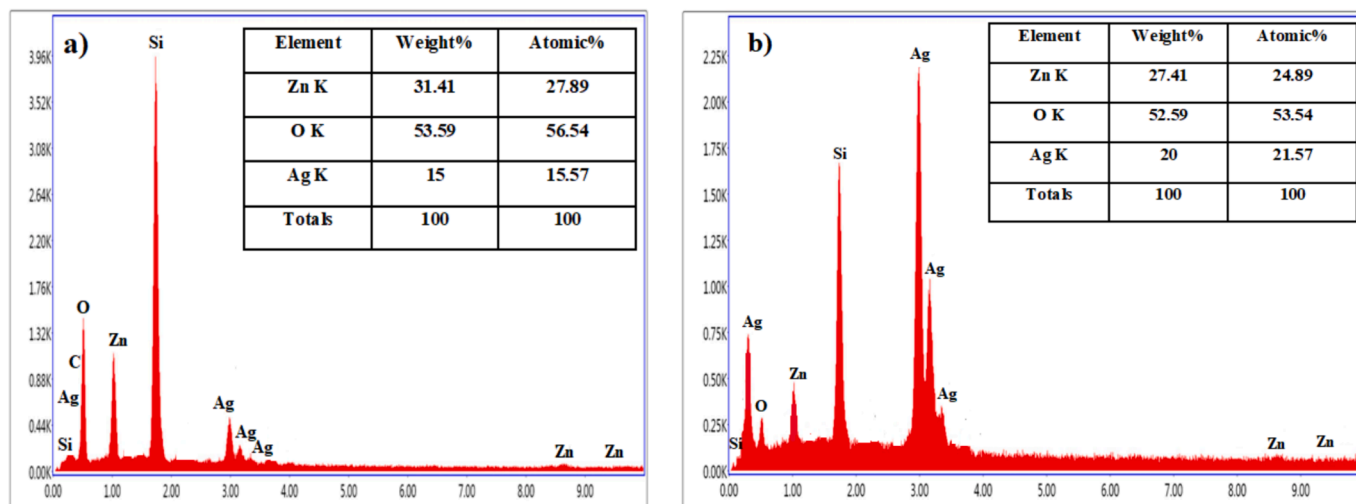 a)
Element Weight% Atomic%
Zn K 31.41 27.89
O K 53.59 56.54
Ag K 15 15.57
Totals 100 100
3.96K
3.52K
3.08K
2.64K
2.20K
1.76K
1.32K
0.88K
0.44K
0.00K
Si
O
C
Zn
Ag
Si
Ag
Ag
Ag
Zn
Zn
0.00 1.00 2.00 3.00 4.00 5.00 6.00 7.00 8.00 9.00
b)
Element Weight% Atomic%
Zn K 27.41 24.89
O K 52.59 53.54
Ag K 20 21.57
Totals 100 100
2.25K
2.00K
1.75K
1.50K
1.25K
1.00K
0.75K
0.50K
0.25K
0.00K
Ag
Si
Ag
Ag
Zn
O
Ag
Si
Zn
Zn
0.00 1.00 2.00 3.00 4.00 5.00 6.00 7.00 8.00 9.00